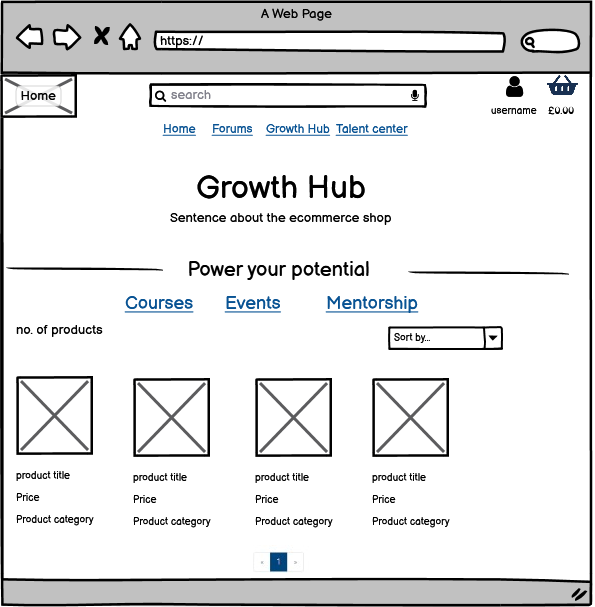 A Web Page
https://
Home
search
username £0.00
Home Forums Growth Hub Talent center
Growth Hub
Sentence about the ecommerce shop
Power your potential
Courses Events Mentorship
no. of products
Sort by...
product title product title product title product title
Price Price Price Price
Product category Product category Product category Product category
« 1 »